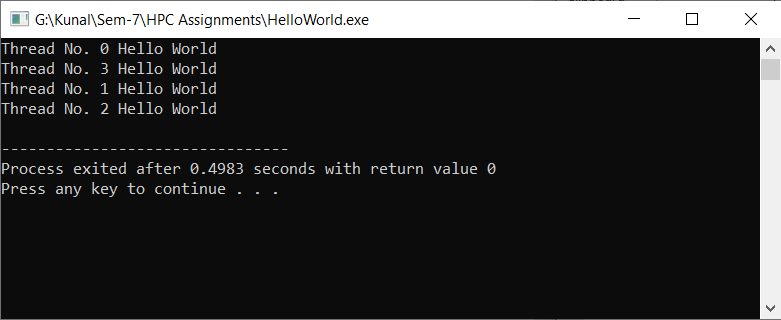 G:\Kunal\Sem-7\HPC Assignments\HelloWorld.exe
Thread No. 0 Hello World
Thread No. 3 Hello World
Thread No. 1 Hello World
Thread No. 2 Hello World
--------------------------------
Process exited after 0.4983 seconds with return value 0
Press any key to continue . . .